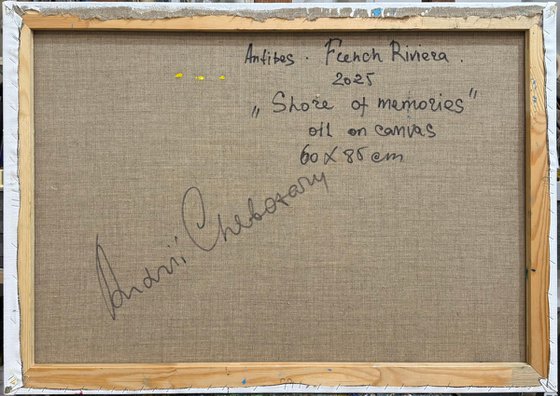 Antibes. French Riviera.
2025
„Shore of memories"
oil on canvas
60 X 85 cm
Andrii Chebotaru